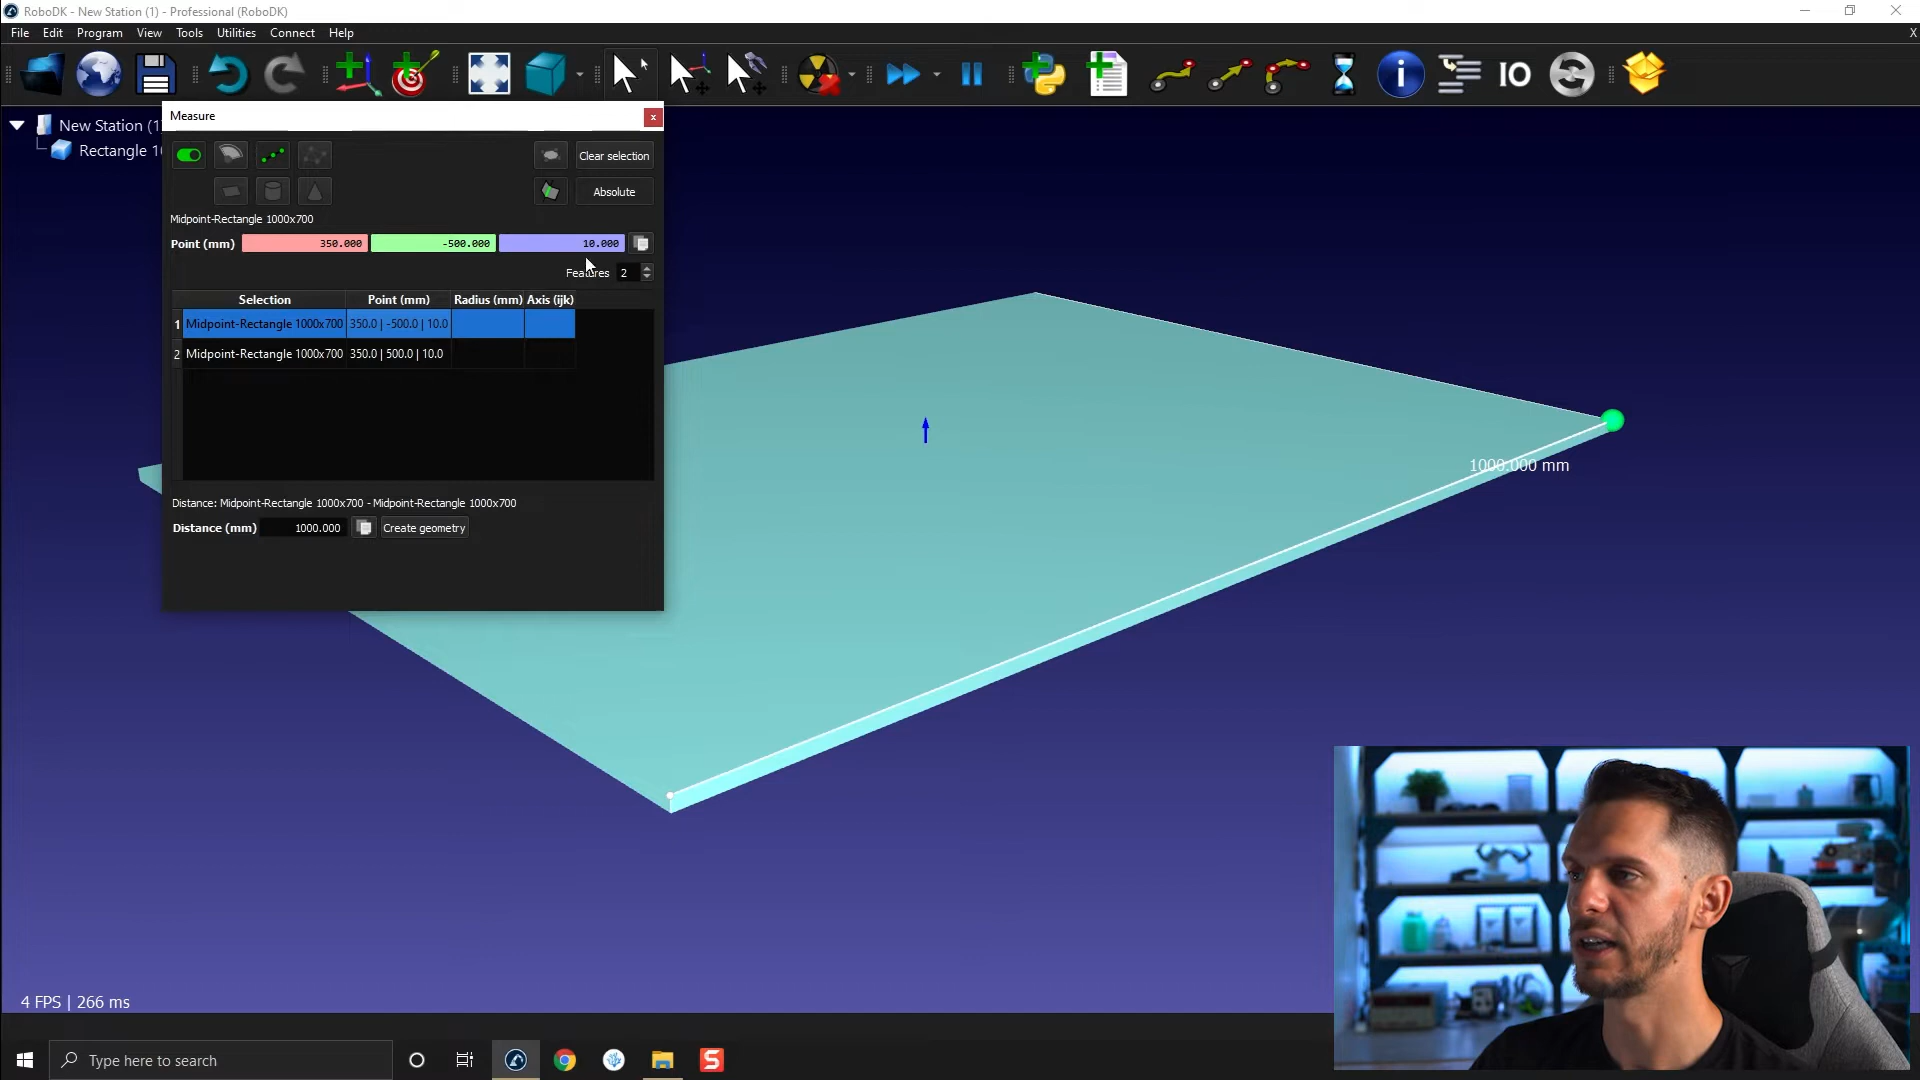 RoboDK - New Station (1) - Professional (RoboDK)
File Edit Program View Tools Utilities Connect Help
X
IO
Measure
x
New Station (1
Rectangle 1
Clear selection
Absolute
Midpoint-Rectangle 1000x700
Point (mm) 350.000 -500.000 10.000
Features 2
Selection Point (mm) Radius (mm) Axis (ijk)
1 Midpoint-Rectangle 1000x700 350.0 | -500.0 | 10.0
2 Midpoint-Rectangle 1000x700 350.0 | 500.0 | 10.0
1000.000 mm
Distance: Midpoint-Rectangle 1000x700 - Midpoint-Rectangle 1000x700
Distance (mm) 1000.000 Create geometry
4 FPS | 266 ms
Type here to search
S